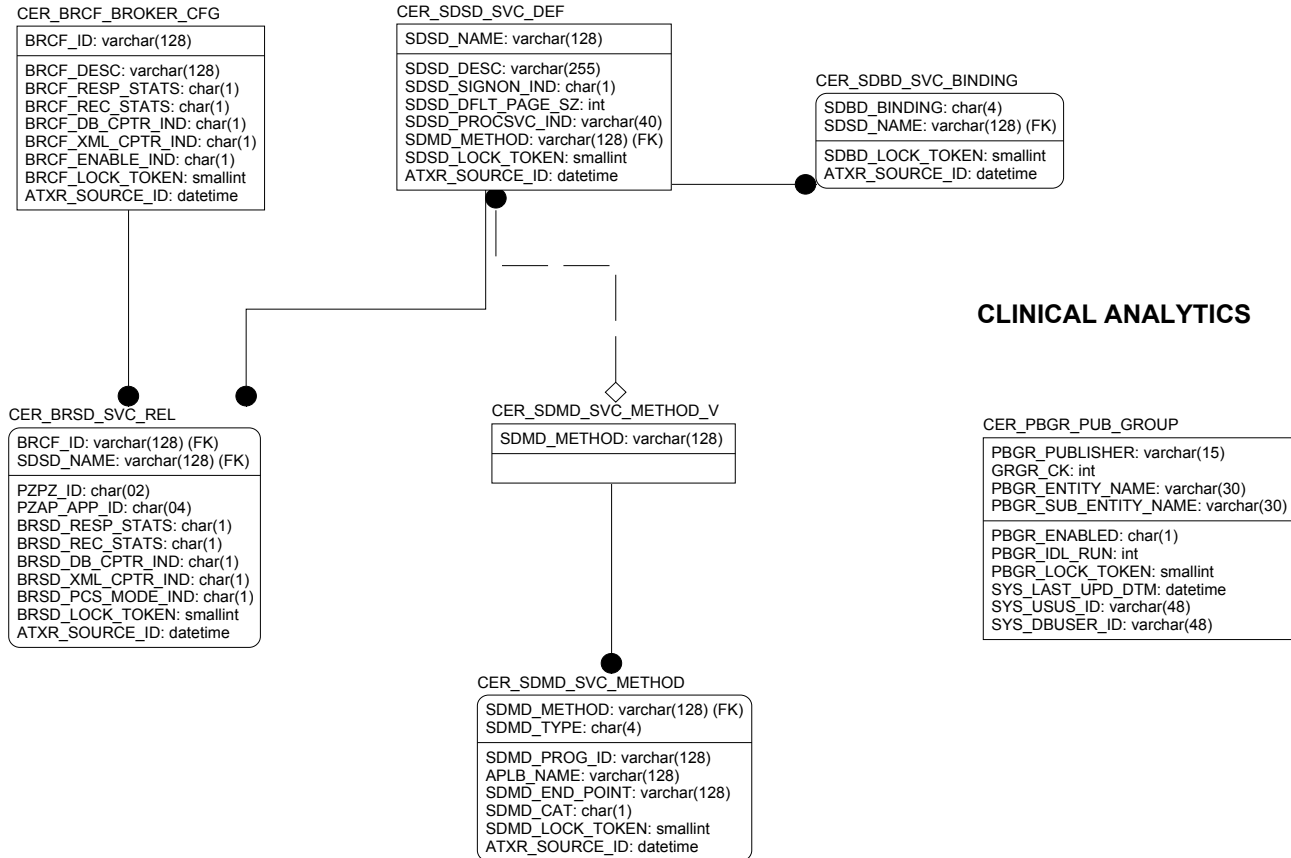 CER_BRCF_BROKER_CFG
BRCF_ID: varchar(128)
BRCF_DESC: varchar(128)
BRCF_RESP_STATS: char(1)
BRCF_REC_STATS: char(1)
BRCF_DB_CPTR_IND: char(1)
BRCF_XML_CPTR_IND: char(1)
BRCF_ENABLE_IND: char(1)
BRCF_LOCK_TOKEN: smallint
ATXR_SOURCE_ID: datetime
CER_SDSD_SVC_DEF
SDSD_NAME: varchar(128)
SDSD_DESC: varchar(255)
SDSD_SIGNON_IND: char(1)
SDSD_DFLT_PAGE_SZ: int
SDSD_PROCSVC_IND: varchar(40)
SDMD_METHOD: varchar(128) (FK)
SDSD_LOCK_TOKEN: smallint
ATXR_SOURCE_ID: datetime
CER_SDBD_SVC_BINDING
SDBD_BINDING: char(4)
SDSD_NAME: varchar(128) (FK)
SDBD_LOCK_TOKEN: smallint
ATXR_SOURCE_ID: datetime
CLINICAL ANALYTICS
CER_BRSD_SVC_REL
BRCF_ID: varchar(128) (FK)
SDSD_NAME: varchar(128) (FK)
PZPZ_ID: char(02)
PZAP_APP_ID: char(04)
BRSD_RESP_STATS: char(1)
BRSD_REC_STATS: char(1)
BRSD_DB_CPTR_IND: char(1)
BRSD_XML_CPTR_IND: char(1)
BRSD_PCS_MODE_IND: char(1)
BRSD_LOCK_TOKEN: smallint
ATXR_SOURCE_ID: datetime
CER_SDMD_SVC_METHOD_V
SDMD_METHOD: varchar(128)
CER_PBGR_PUB_GROUP
PBGR_PUBLISHER: varchar(15)
GRGR_CK: int
PBGR_ENTITY_NAME: varchar(30)
PBGR_SUB_ENTITY_NAME: varchar(30)
PBGR_ENABLED: char(1)
PBGR_IDL_RUN: int
PBGR_LOCK_TOKEN: smallint
SYS_LAST_UPD_DTM: datetime
SYS_USUS_ID: varchar(48)
SYS_DBUSER_ID: varchar(48)
CER_SDMD_SVC_METHOD
SDMD_METHOD: varchar(128) (FK)
SDMD_TYPE: char(4)
SDMD_PROG_ID: varchar(128)
APLB_NAME: varchar(128)
SDMD_END_POINT: varchar(128)
SDMD_CAT: char(1)
SDMD_LOCK_TOKEN: smallint
ATXR_SOURCE_ID: datetime